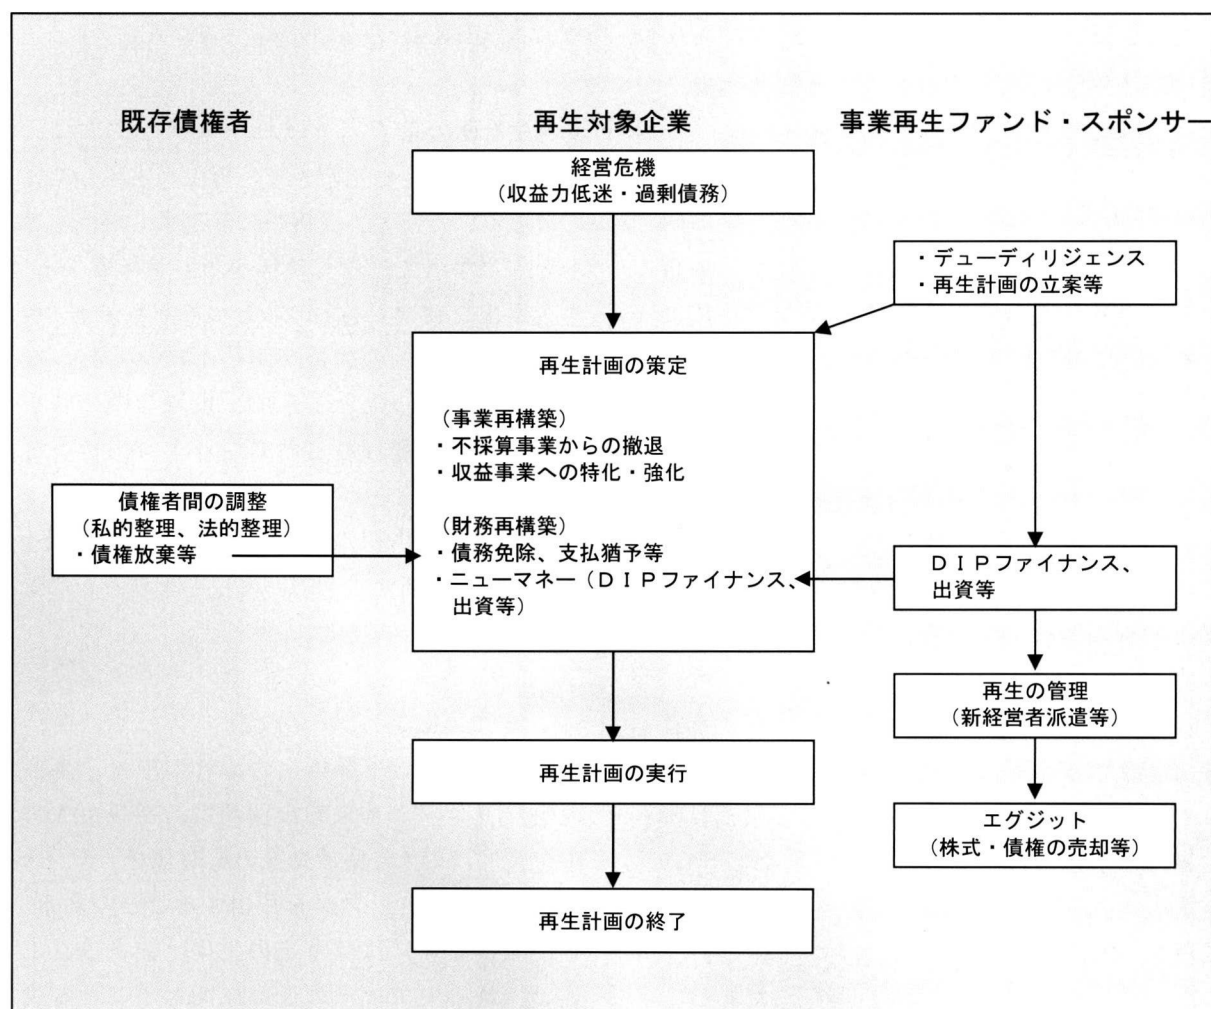 既存債権者
再生対象企業
事業再生ファンド・スポンサー
経営危機
（収益力低迷・過剰債務）
・デューディリジェンス
・再生計画の立案等
再生計画の策定
（事業再構築）
・不採算事業からの撤退
・収益事業への特化・強化
（財務再構築）
・債務免除、支払猶予等
・ニューマネー（ＤＩＰファイナンス、
出資等）
債権者間の調整
（私的整理、法的整理）
・債権放棄等
ＤＩＰファイナンス、
出資等
再生の管理
（新経営者派遣等）
エグジット
（株式・債権の売却等）
再生計画の実行
再生計画の終了